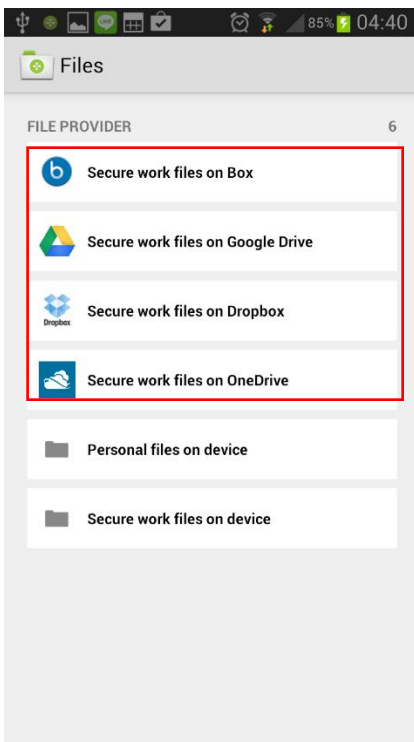 85% 04:40
Files
FILE PROVIDER 6
b Secure work files on Box
Secure work files on Google Drive
Dropbox Secure work files on Dropbox
Secure work files on OneDrive
Personal files on device
Secure work files on device